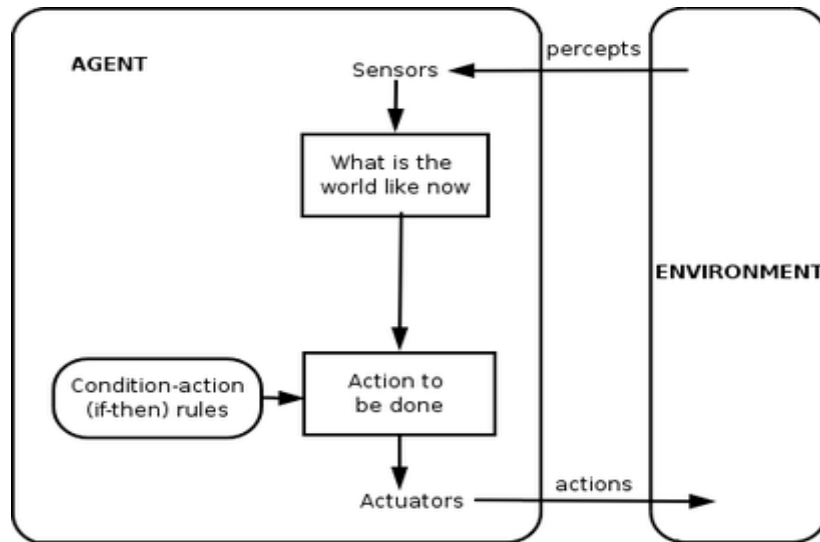 AGENT
Sensors
percepts
What is the
world like now
ENVIRONMENT
Condition-action
(if-then) rules
Action to
be done
Actuators
actions